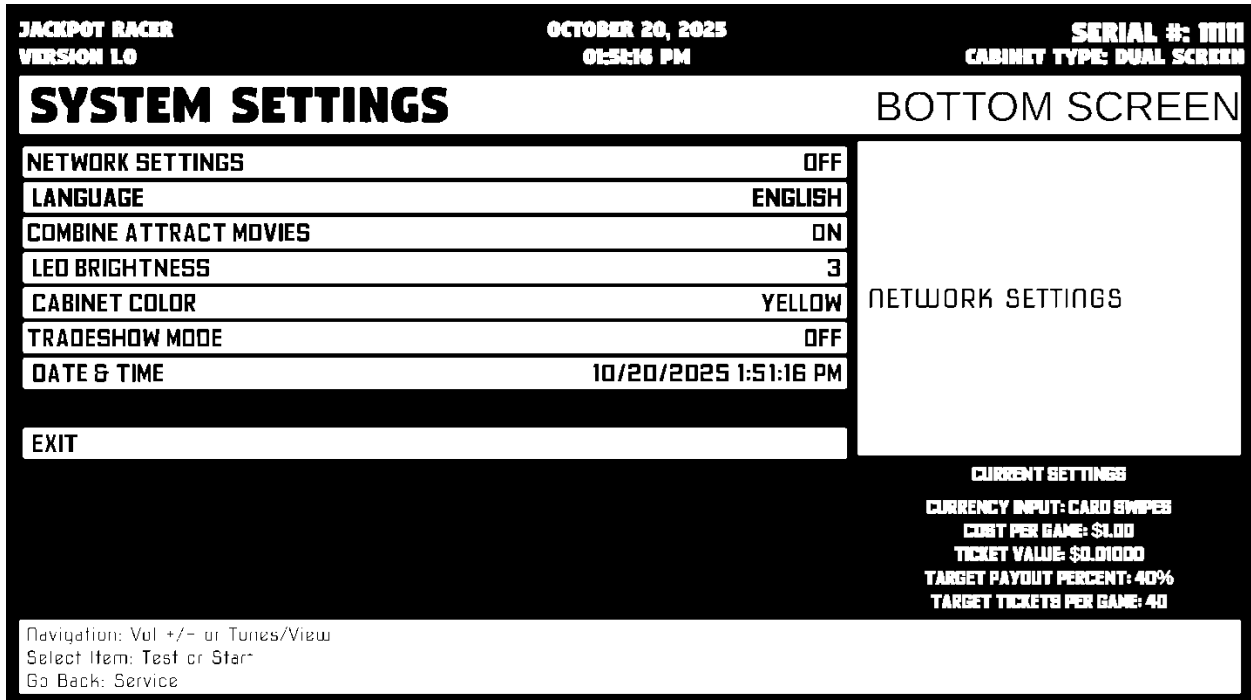 JACKPOT RACER
VERSION 1.0
OCTOBER 20, 2025
01:51:16 PM
SERIAL #: 11111
CABINET TYPE: DUAL SCREEN
SYSTEM SETTINGS
BOTTOM SCREEN
NETWORK SETTINGS OFF
LANGUAGE ENGLISH
COMBINE ATTRACT MOVIES ON
LED BRIGHTNESS 3
CABINET COLOR YELLOW
TRADESHOW MODE OFF
DATE & TIME 10/20/2025 1:51:16 PM
EXIT
NETWORK SETTINGS
CURRENT SETTINGS
CURRENCY INPUT: CARD SWIPES
COST PER GAME: $1.00
TICKET VALUE: $0.01000
TARGET PAYOUT PERCENT: 40%
TARGET TICKETS PER GAME: 40
Navigation: Vol +/- or Tunes/View
Select Item: Test or Start
Go Back: Service